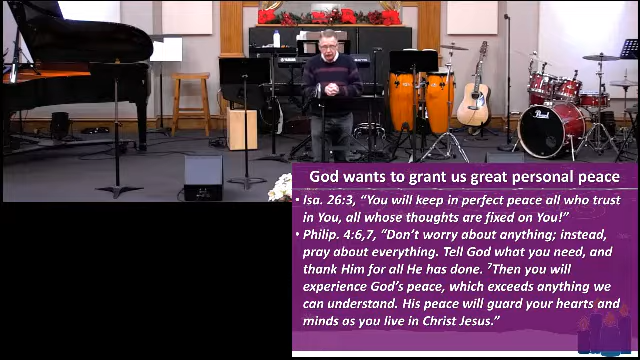 God wants to grant us great personal peace
• Isa. 26:3, "You will keep in perfect peace all who trust
in You, all whose thoughts are fixed on You!"
• Philip. 4:6,7, "Don't worry about anything; instead,
pray about everything. Tell God what you need, and
thank Him for all He has done. ⁷Then you will
experience God's peace, which exceeds anything we
can understand. His peace will guard your hearts and
minds as you live in Christ Jesus."
Pearl